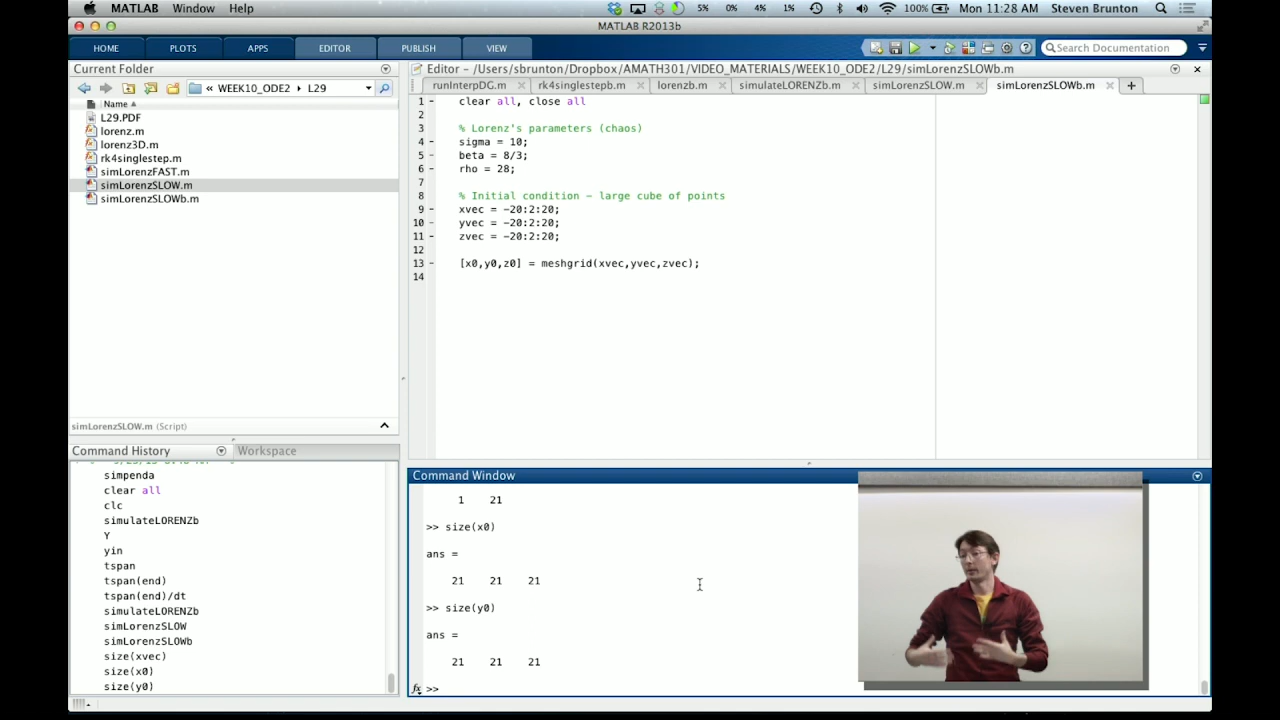 MATLAB Window Help 5% 0% 4% 1% 100% Mon 11:28 AM Steven Brunton
MATLAB R2013b
HOME PLOTS APPS EDITOR PUBLISH VIEW Search Documentation
Current Folder
« WEEK10_ODE2 ▸ L29
Name
L29.PDF
lorenz.m
lorenz3D.m
rk4singlestep.m
simLorenzFAST.m
simLorenzSLOW.m
simLorenzSLOWb.m
simLorenzSLOW.m (Script)
Command History Workspace
simpenda
clear all
clc
simulateLORENZb
Y
yin
tspan
tspan(end)
tspan(end)/dt
simulateLORENZb
simLorenzSLOW
simLorenzSLOWb
size(xvec)
size(x0)
size(y0)
Editor - /Users/sbrunton/Dropbox/AMATH301/VIDEO_MATERIALS/WEEK10_ODE2/L29/simLorenzSLOWb.m
runInterpDG.m rk4singlestepb.m lorenzb.m simulateLORENZb.m simLorenzSLOW.m simLorenzSLOWb.m
1 - clear all, close all
2
3 % Lorenz's parameters (chaos)
4 - sigma = 10;
5 - beta = 8/3;
6 - rho = 28;
7
8 % Initial condition - large cube of points
9 - xvec = -20:2:20;
10 - yvec = -20:2:20;
11 - zvec = -20:2:20;
12
13 - [x0,y0,z0] = meshgrid(xvec,yvec,zvec);
14
Command Window
1 21
>> size(x0)
ans =
21 21 21
>> size(y0)
ans =
21 21 21
fx >>